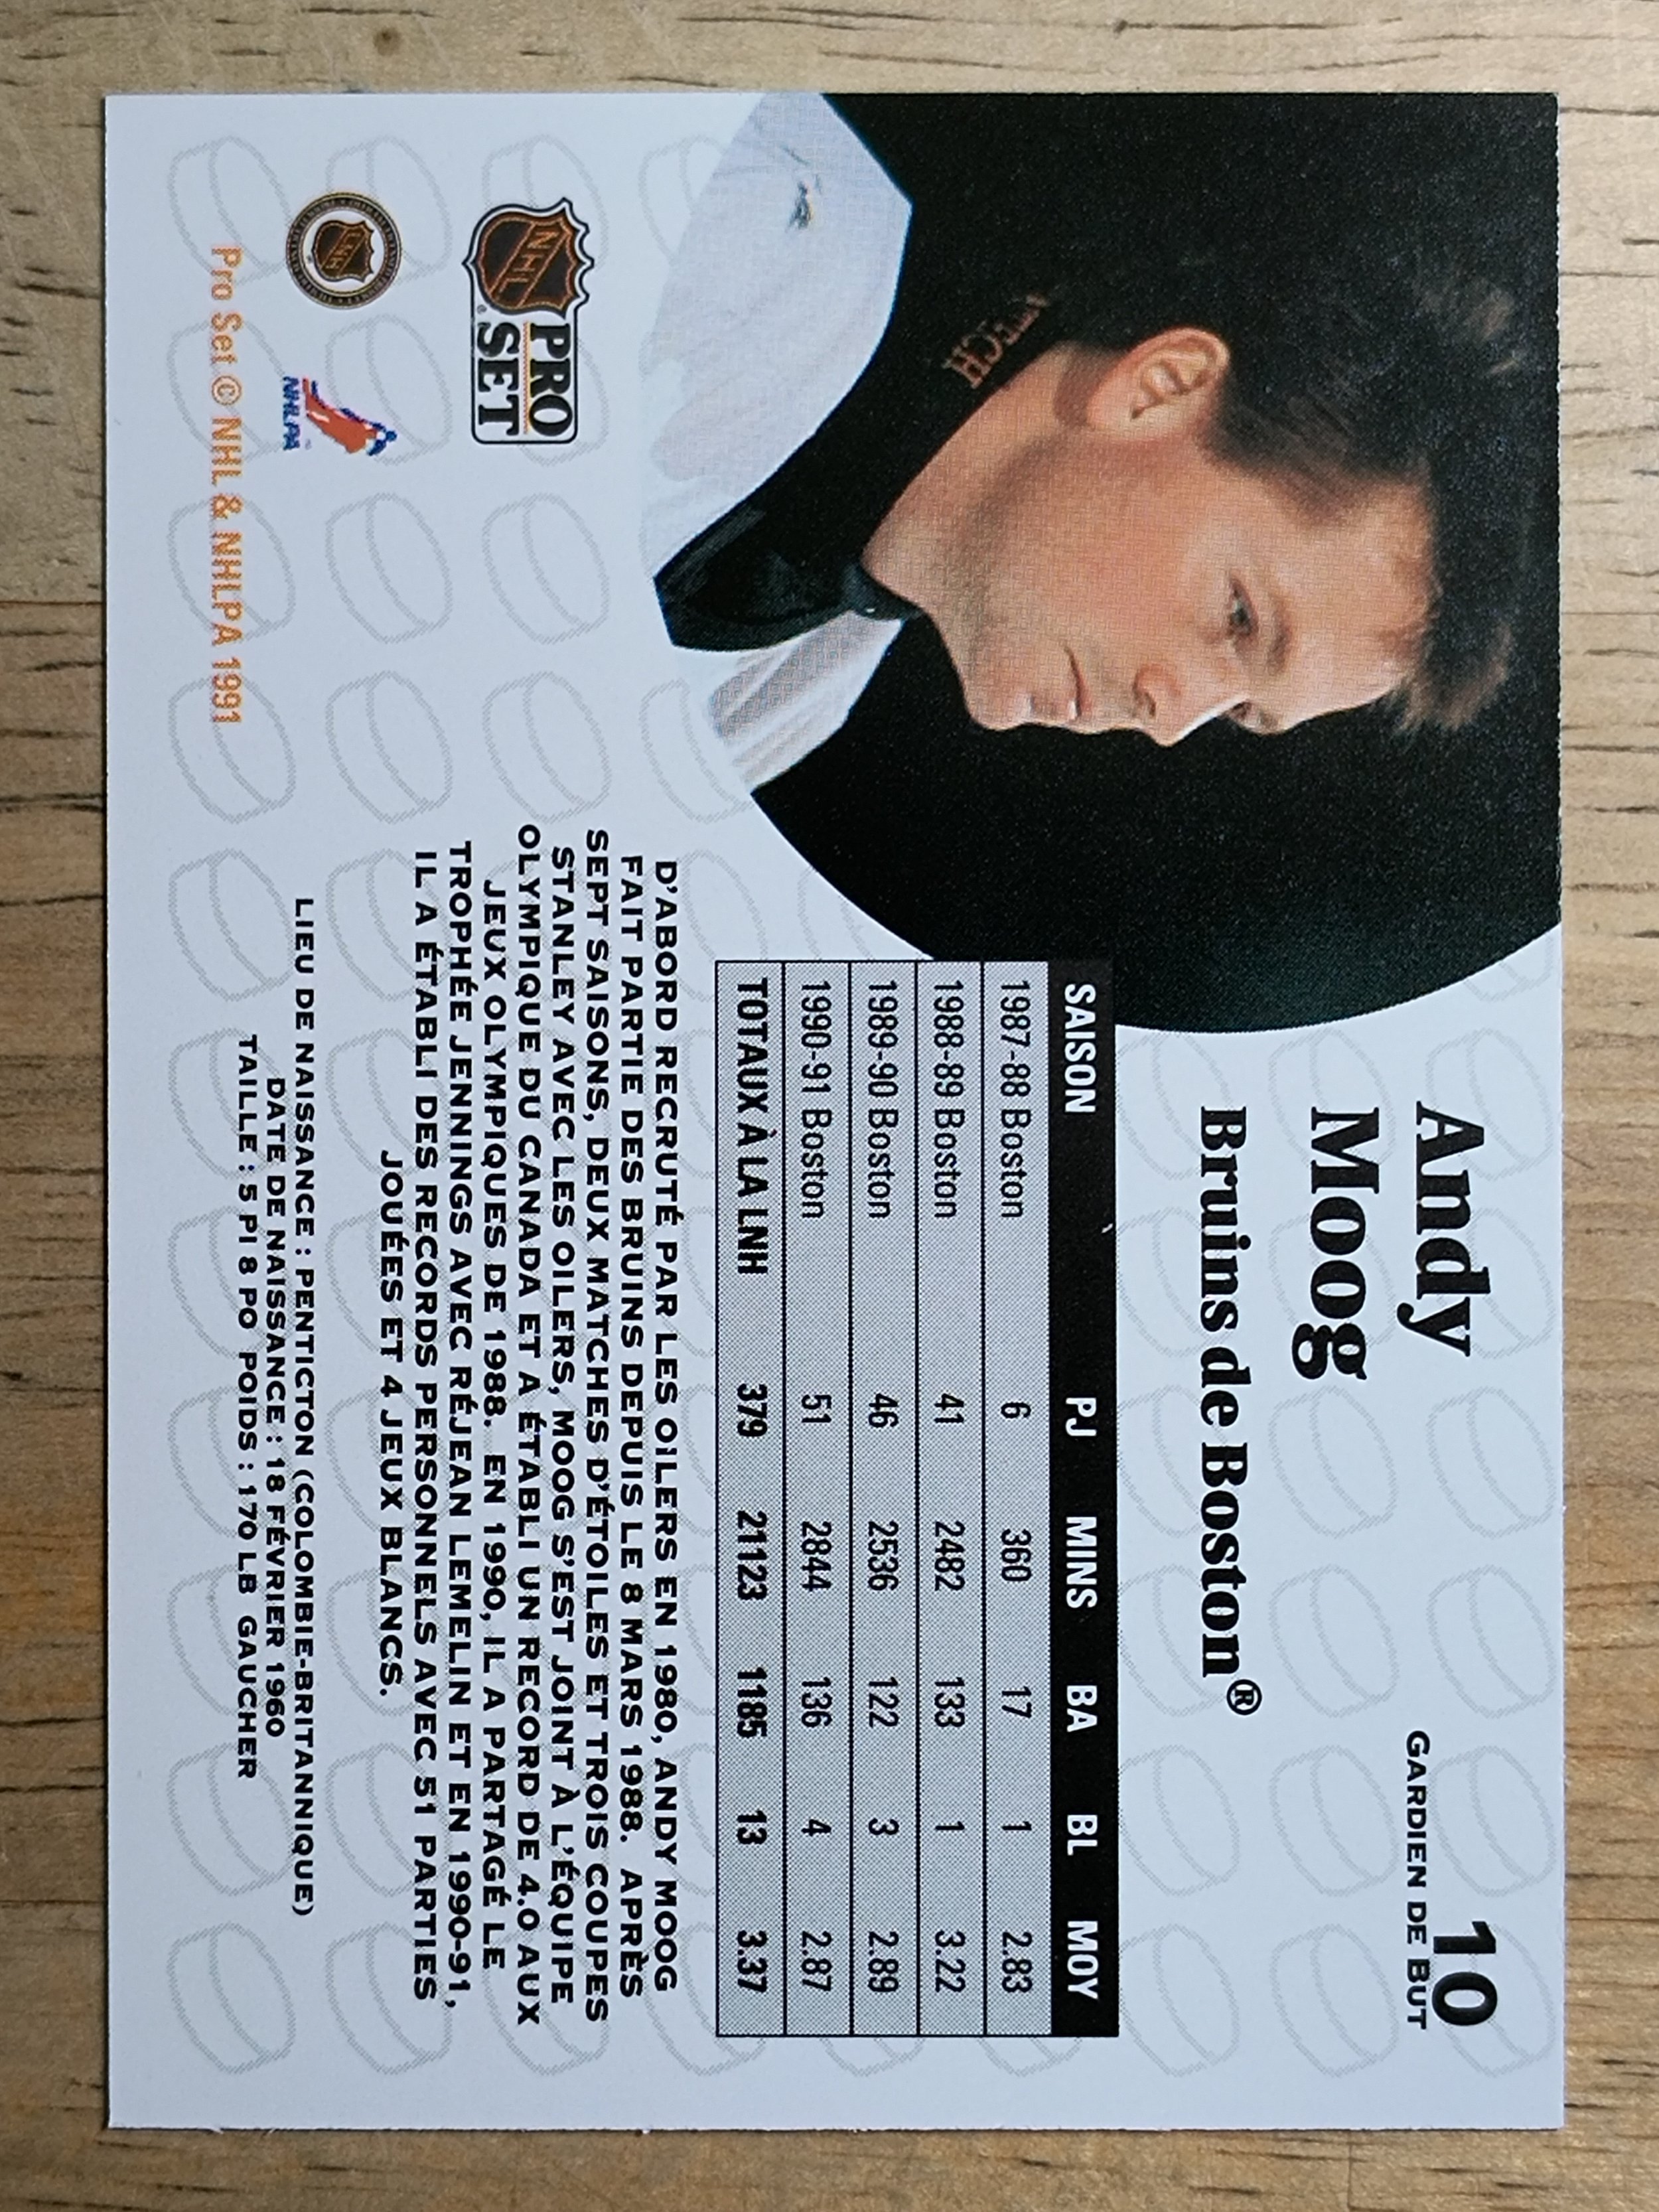 10
GARDIEN DE BUT
Andy
Moog
Bruins de Boston®
SAISON PJ MINS BA BL MOY
1987-88 Boston 6 360 17 1 2.83
1988-89 Boston 41 2482 133 1 3.22
1989-90 Boston 46 2536 122 3 2.89
1990-91 Boston 51 2844 136 4 2.87
TOTAUX À LA LNH 379 21123 1185 13 3.37
D'ABORD RECRUTÉ PAR LES OILERS EN 1980, ANDY MOOG
FAIT PARTIE DES BRUINS DEPUIS LE 8 MARS 1988. APRÈS
SEPT SAISONS, DEUX MATCHES D'ÉTOILES ET TROIS COUPES
STANLEY AVEC LES OILERS, MOOG S'EST JOINT À L'ÉQUIPE
OLYMPIQUE DU CANADA ET A ÉTABLI UN RECORD DE 4.0 AUX
JEUX OLYMPIQUES DE 1988. EN 1990, IL A PARTAGÉ LE
TROPHÉE JENNINGS AVEC RÉJEAN LEMELIN ET EN 1990-91,
IL A ÉTABLI DES RECORDS PERSONNELS AVEC 51 PARTIES
JOUÉES ET 4 JEUX BLANCS.
LIEU DE NAISSANCE : PENTICTON (COLOMBIE-BRITANNIQUE)
DATE DE NAISSANCE : 18 FÉVRIER 1960
TAILLE : 5 PI 8 PO POIDS : 170 LB GAUCHER
NHL
PRO
SET
NHLPA
Pro Set © NHL & NHLPA 1991